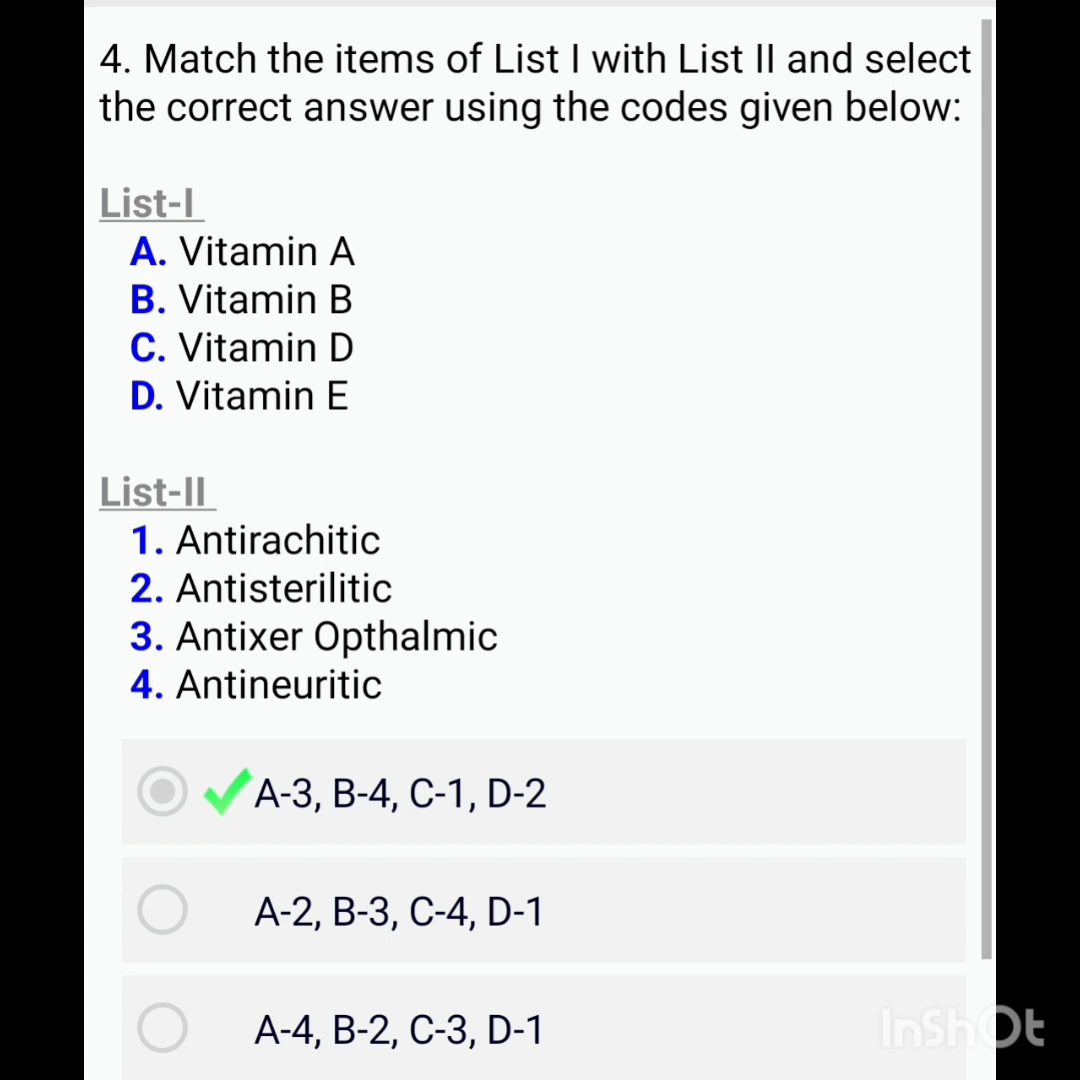 4. Match the items of List I with List II and select
the correct answer using the codes given below:
List-I
A. Vitamin A
B. Vitamin B
C. Vitamin D
D. Vitamin E
List-II
1. Antirachitic
2. Antisterilitic
3. Antixer Opthalmic
4. Antineuritic
A-3, B-4, C-1, D-2
A-2, B-3, C-4, D-1
A-4, B-2, C-3, D-1
InShOt